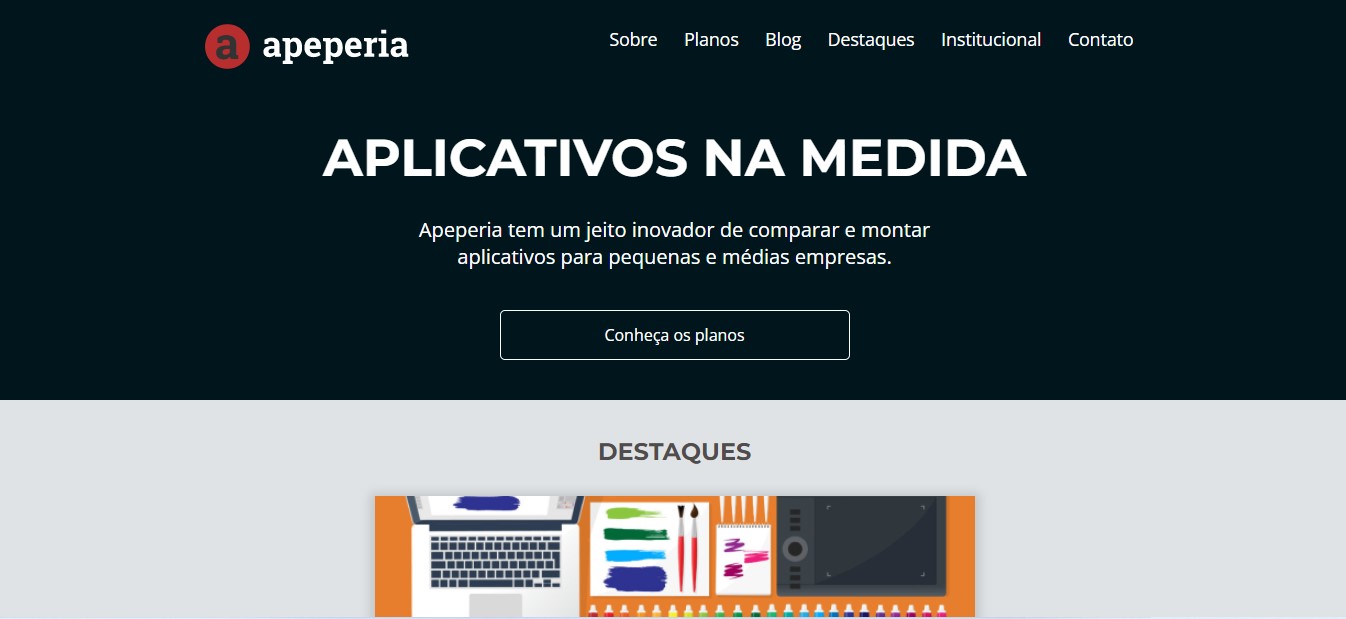 a apeperia
Sobre Planos Blog Destaques Institucional Contato
APLICATIVOS NA MEDIDA
Apeperia tem um jeito inovador de comparar e montar
aplicativos para pequenas e médias empresas.
Conheça os planos
DESTAQUES